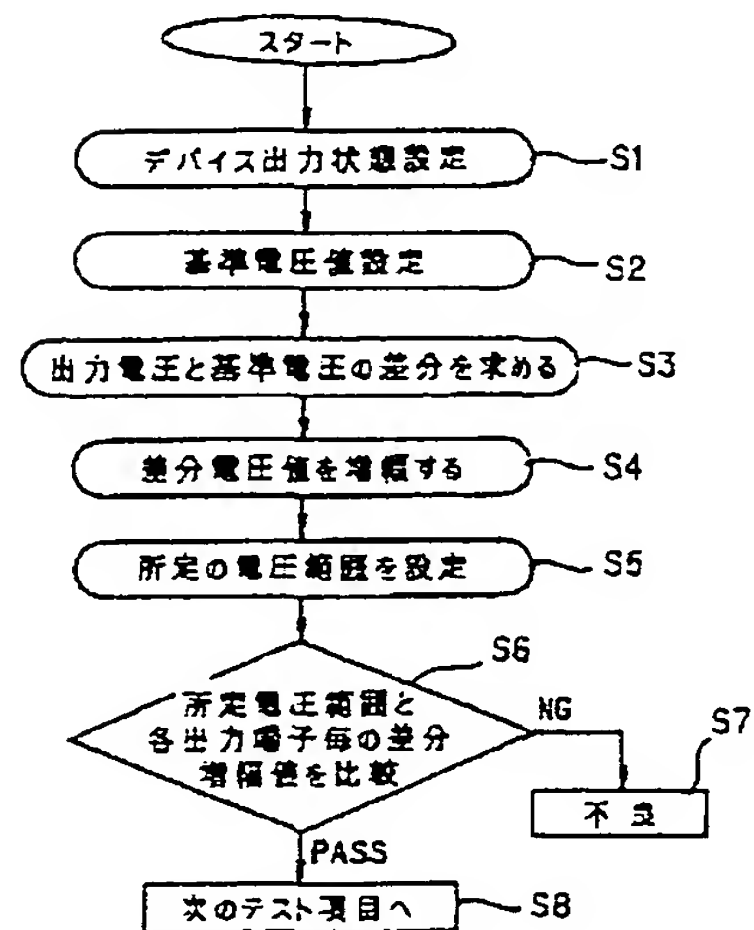 スタート
デバイス出力状態設定
S1
基準電圧値設定
S2
出力電圧と基準電圧の差分を求める
S3
差分電圧値を増幅する
S4
所定の電圧範囲を設定
S5
S6
所定電圧範囲と
各出力端子毎の差分
増幅値を比較
NG
S7
不良
PASS
次のテスト項目へ
S8